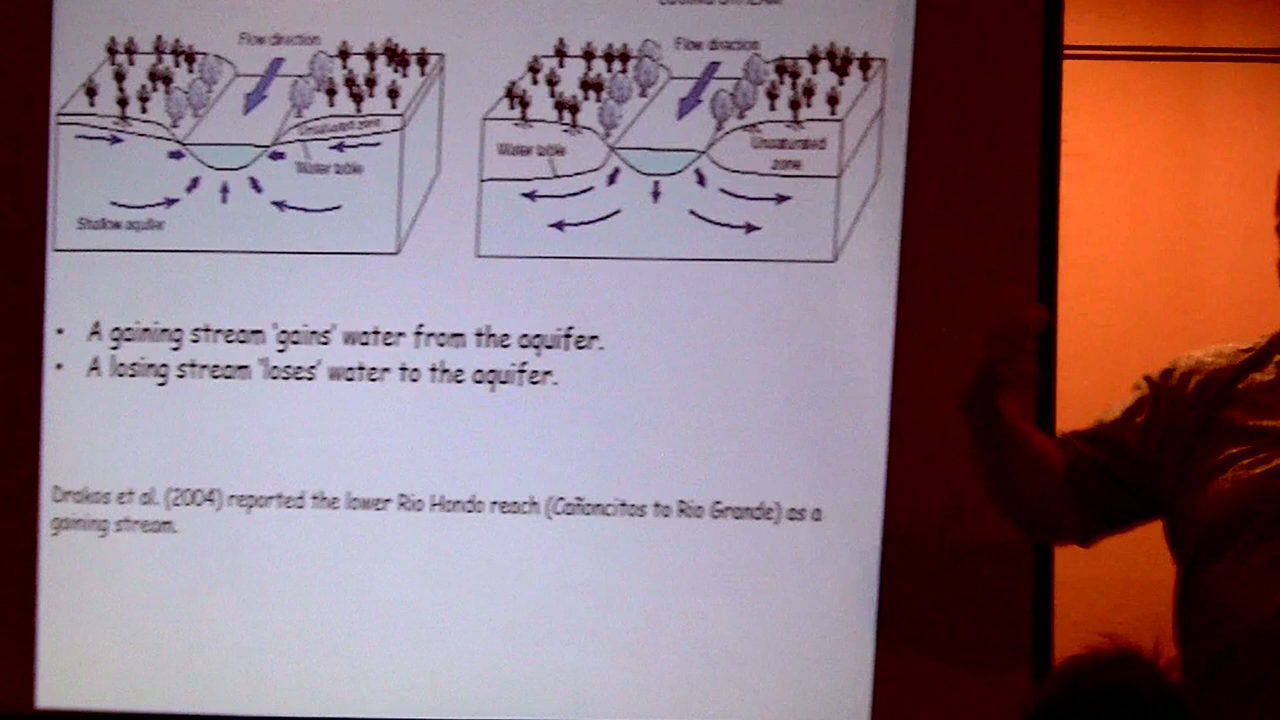 LOSING STREAM
Flow direction
Flow direction
Unsaturated zone
Water table
Shallow aquifer
Water table
Unsaturated
zone
• A gaining stream 'gains' water from the aquifer.
• A losing stream 'loses' water to the aquifer.
Drakos et al. (2004) reported the lower Rio Hondo reach (Cañoncitos to Rio Grande) as a
gaining stream.